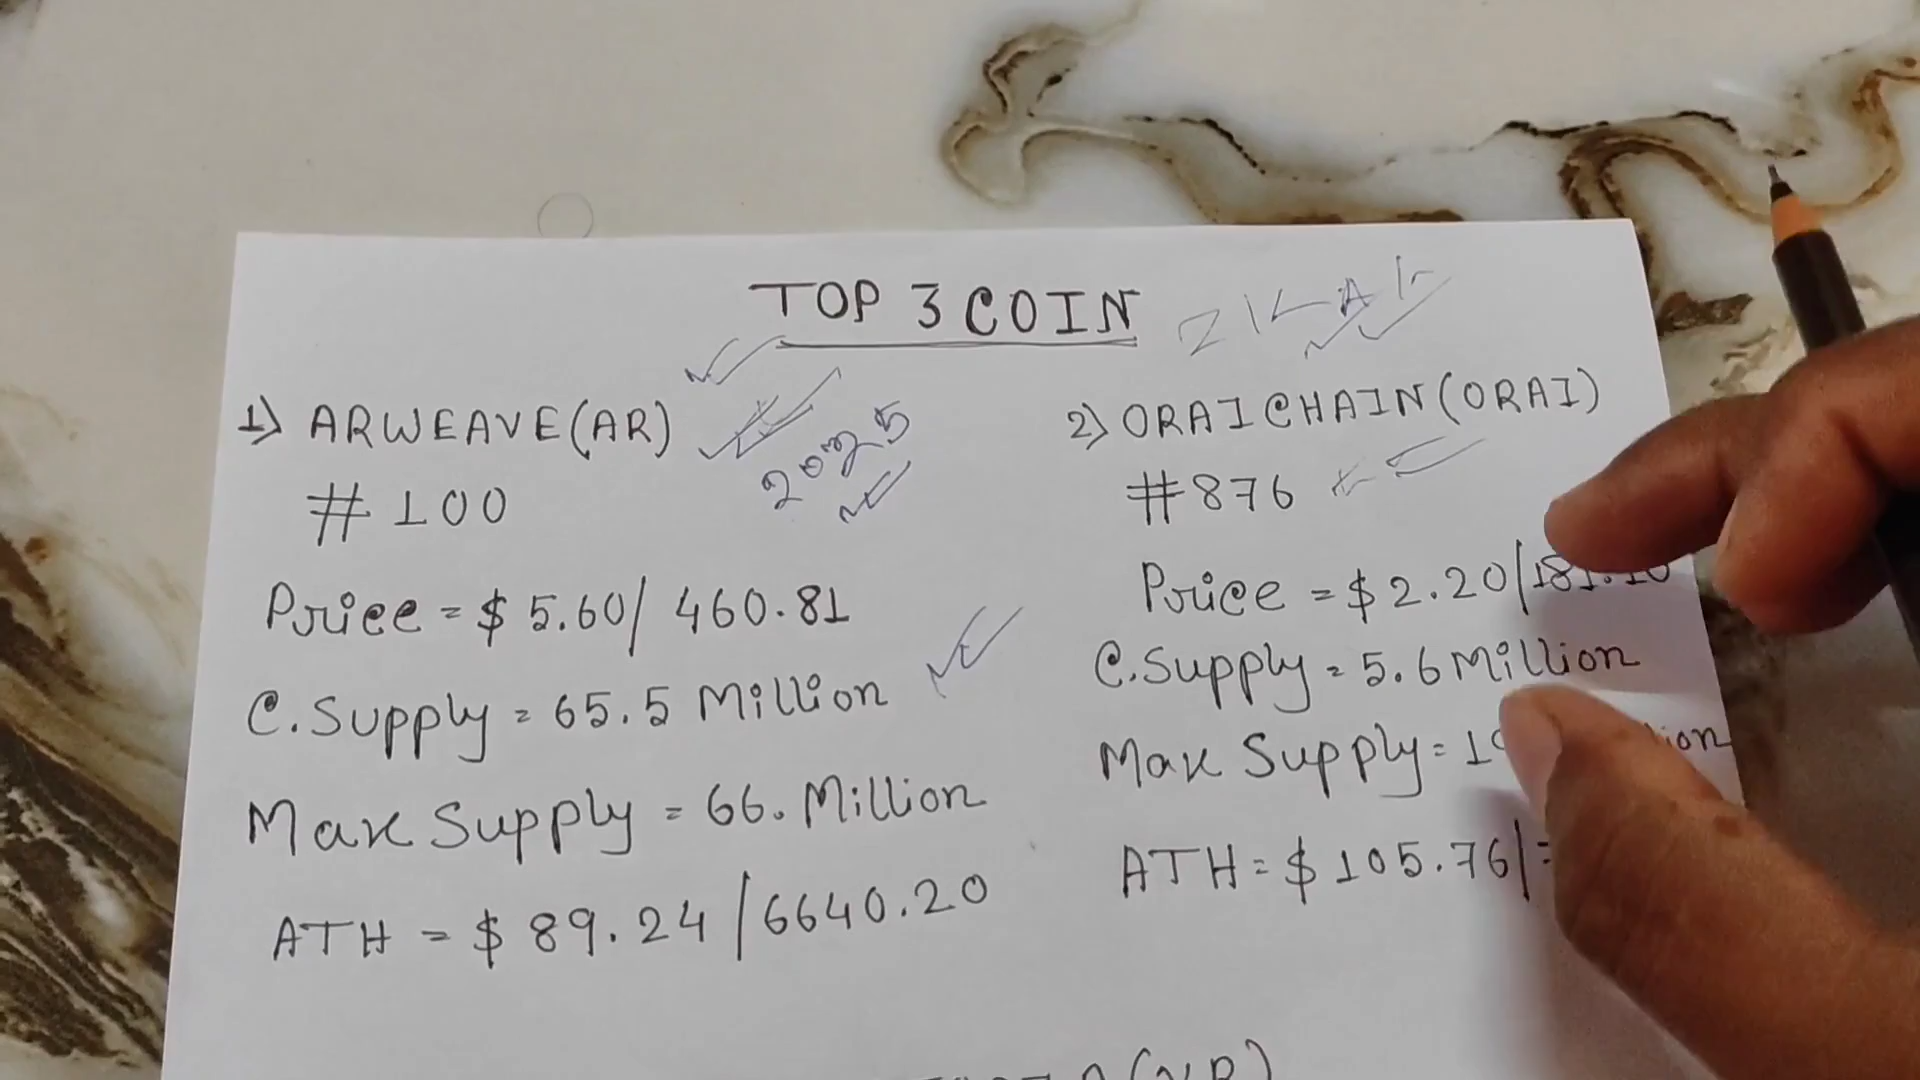 TOP 3 COIN
1) ARWEAVE(AR)
2025
# 100
Price = $ 5.60/ 460.81
C.Supply = 65.5 Million
Max Supply = 66. Million
ATH = $ 89.24 / 6640.20
2) ORAICHAIN(ORAI)
#876
Price = $ 2.20/181.10
C.Supply = 5.6 Million
Max Supply =
ATH = $ 105.76/